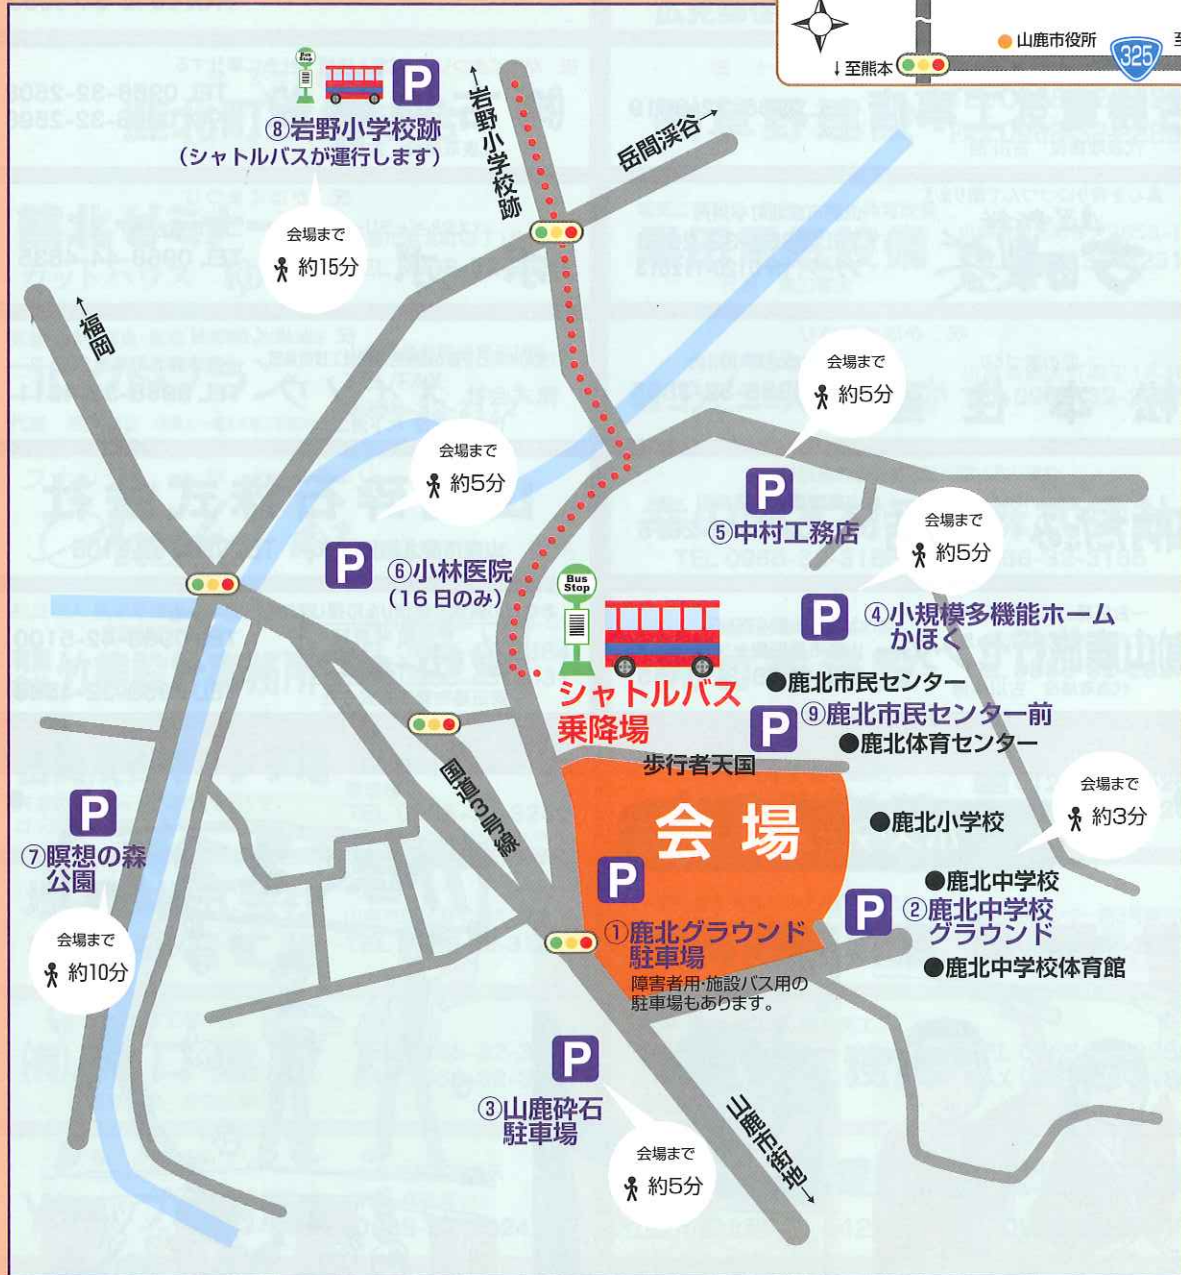 山鹿市役所
325
至
↓至熊本
Bus Stop
P
⑧岩野小学校跡
(シャトルバスが運行します)
↑岩野小学校跡
岳間渓谷→
会場まで
約15分
↑福岡
会場まで
約5分
会場まで
約5分
P
⑤中村工務店
会場まで
約5分
P
⑥小林医院
(16日のみ)
Bus
Stop
シャトルバス
乗降場
P
④小規模多機能ホーム
かほく
●鹿北市民センター
P
⑨鹿北市民センター前
●鹿北体育センター
歩行者天国
国道3号線
会場
会場まで
約3分
●鹿北小学校
P
⑦瞑想の森
公園
会場まで
約10分
P
①鹿北グラウンド
駐車場
障害者用・施設バス用の
駐車場もあります。
●鹿北中学校
P
②鹿北中学校
グラウンド
●鹿北中学校体育館
P
③山鹿砕石
駐車場
会場まで
約5分
山鹿市街地→